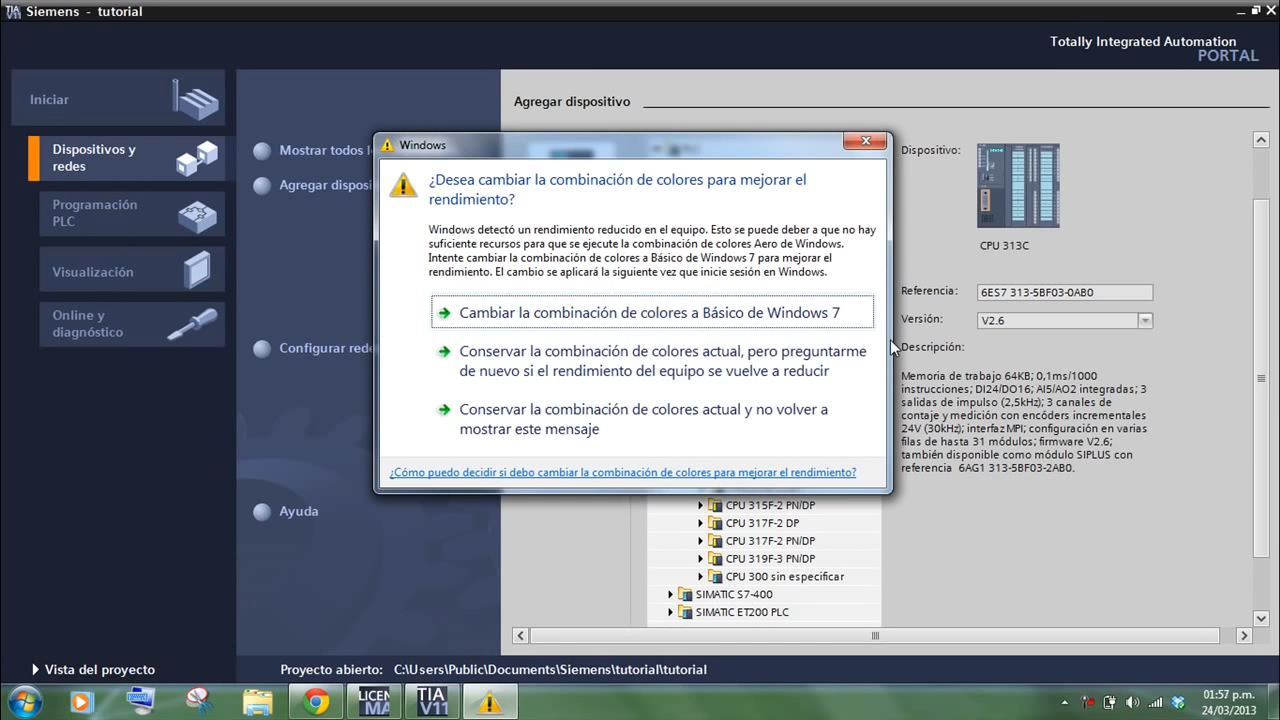 TIA
V11
Siemens - tutorial
Totally Integrated Automation
PORTAL
Iniciar
Dispositivos y
redes
Programación
PLC
Visualización
Online y
diagnóstico
Mostrar todos l
Agregar disposi
Configurar rede
Ayuda
Agregar dispositivo
Windows
¿Desea cambiar la combinación de colores para mejorar el
rendimiento?
Windows detectó un rendimiento reducido en el equipo. Esto se puede deber a que no hay
suficiente recursos para que se ejecute la combinación de colores Aero de Windows.
Intente cambiar la combinación de colores a Básico de Windows 7 para mejorar el
rendimiento. El cambio se aplicará la siguiente vez que inicie sesión en Windows.
Cambiar la combinación de colores a Básico de Windows 7
Conservar la combinación de colores actual, pero preguntarme
de nuevo si el rendimiento del equipo se vuelve a reducir
Conservar la combinación de colores actual y no volver a
mostrar este mensaje
¿Cómo puedo decidir si debo cambiar la combinación de colores para mejorar el rendimiento?
CPU 315F-2 PN/DP
CPU 317F-2 DP
CPU 317F-2 PN/DP
CPU 319F-3 PN/DP
CPU 300 sin especificar
SIMATIC S7-400
SIMATIC ET200 PLC
Dispositivo:
CPU 313C
Referencia:
6ES7 313-5BF03-0AB0
Versión:
V2.6
Descripción:
Memoria de trabajo 64KB; 0,1ms/1000
instrucciones; DI24/DO16; AI5/AO2 integradas; 3
salidas de impulso (2,5kHz); 3 canales de
contaje y medición con encóders incrementales
24V (30kHz); interfaz MPI; configuración en varias
filas de hasta 31 módulos; firmware V2.6;
también disponible como módulo SIPLUS con
referencia 6AG1 313-5BF03-2AB0.
Vista del proyecto
Proyecto abierto:
C:\Users\Public\Documents\Siemens\tutorial\tutorial
LICEN
MA
TIA
V11
01:57 p.m.
24/03/2013